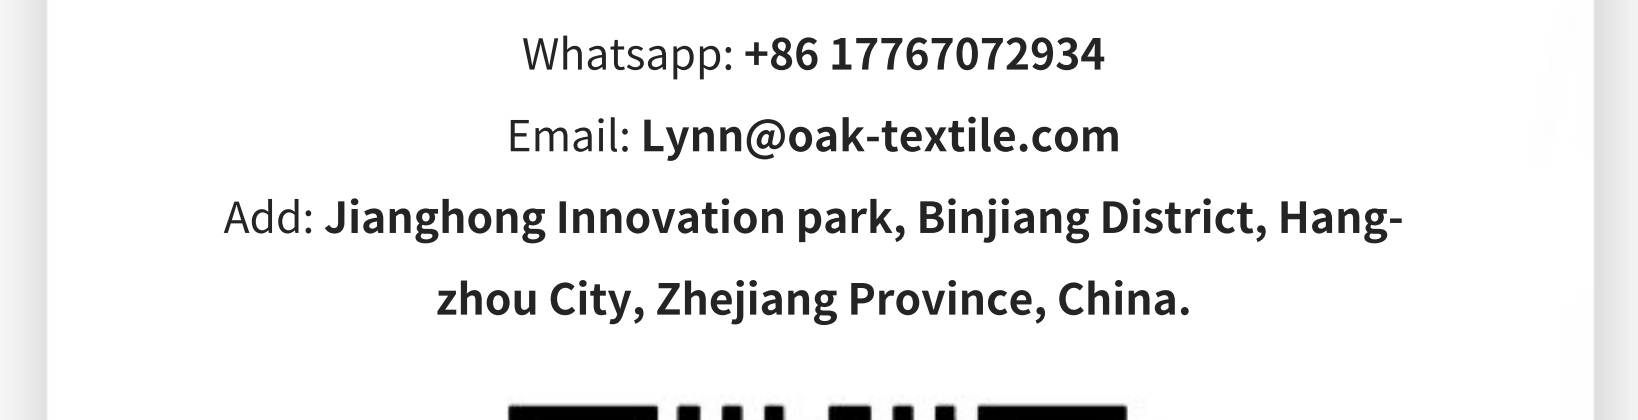 Whatsapp: +86 17767072934
Email: Lynn@oak-textile.com
Add: Jianghong Innovation park, Binjiang District, Hang-
zhou City, Zhejiang Province, China.